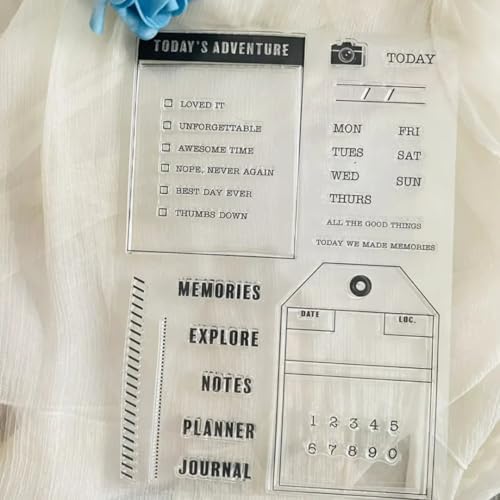 TODAY'S ADVENTURE
LOVED IT
UNFORGETTABLE
AWESOME TIME
NOPE, NEVER AGAIN
BEST DAY EVER
THUMBS DOWN
TODAY
/ /
MON FRI
TUES SAT
WED SUN
THURS
ALL THE GOOD THINGS
TODAY WE MADE MEMORIES
MEMORIES
EXPLORE
NOTES
PLANNER
JOURNAL
DATE LOC.
1 2 3 4 5
6 7 8 9 0